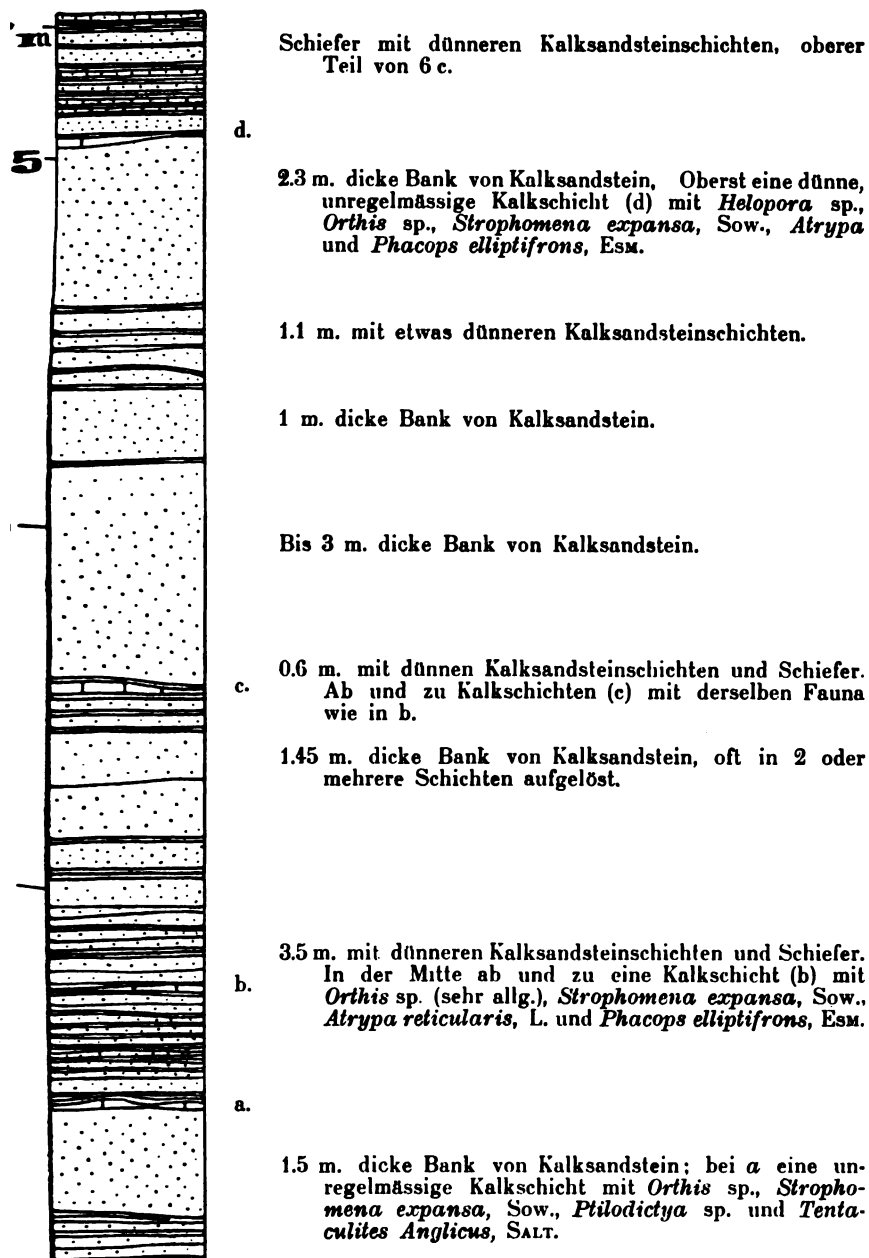 m
Schiefer mit dünneren Kalksandsteinschichten, oberer
Teil von 6 c.
d.
5
2.3 m. dicke Bank von Kalksandstein, Oberst eine dünne,
unregelmässige Kalkschicht (d) mit Helopora sp.,
Orthis sp., Strophomena expansa, Sow., Atrypa
und Phacops elliptifrons, Esm.
1.1 m. mit etwas dünneren Kalksandsteinschichten.
1 m. dicke Bank von Kalksandstein.
Bis 3 m. dicke Bank von Kalksandstein.
c.
0.6 m. mit dünnen Kalksandsteinschichten und Schiefer.
Ab und zu Kalkschichten (c) mit derselben Fauna
wie in b.
1.45 m. dicke Bank von Kalksandstein, oft in 2 oder
mehrere Schichten aufgelöst.
b.
3.5 m. mit dünneren Kalksandsteinschichten und Schiefer.
In der Mitte ab und zu eine Kalkschicht (b) mit
Orthis sp. (sehr allg.), Strophomena expansa, Sow.,
Atrypa reticularis, L. und Phacops elliptifrons, Esm.
a.
1.5 m. dicke Bank von Kalksandstein; bei a eine un-
regelmässige Kalkschicht mit Orthis sp., Stropho-
mena expansa, Sow., Ptilodictya sp. und Tenta-
culites Anglicus, Salt.